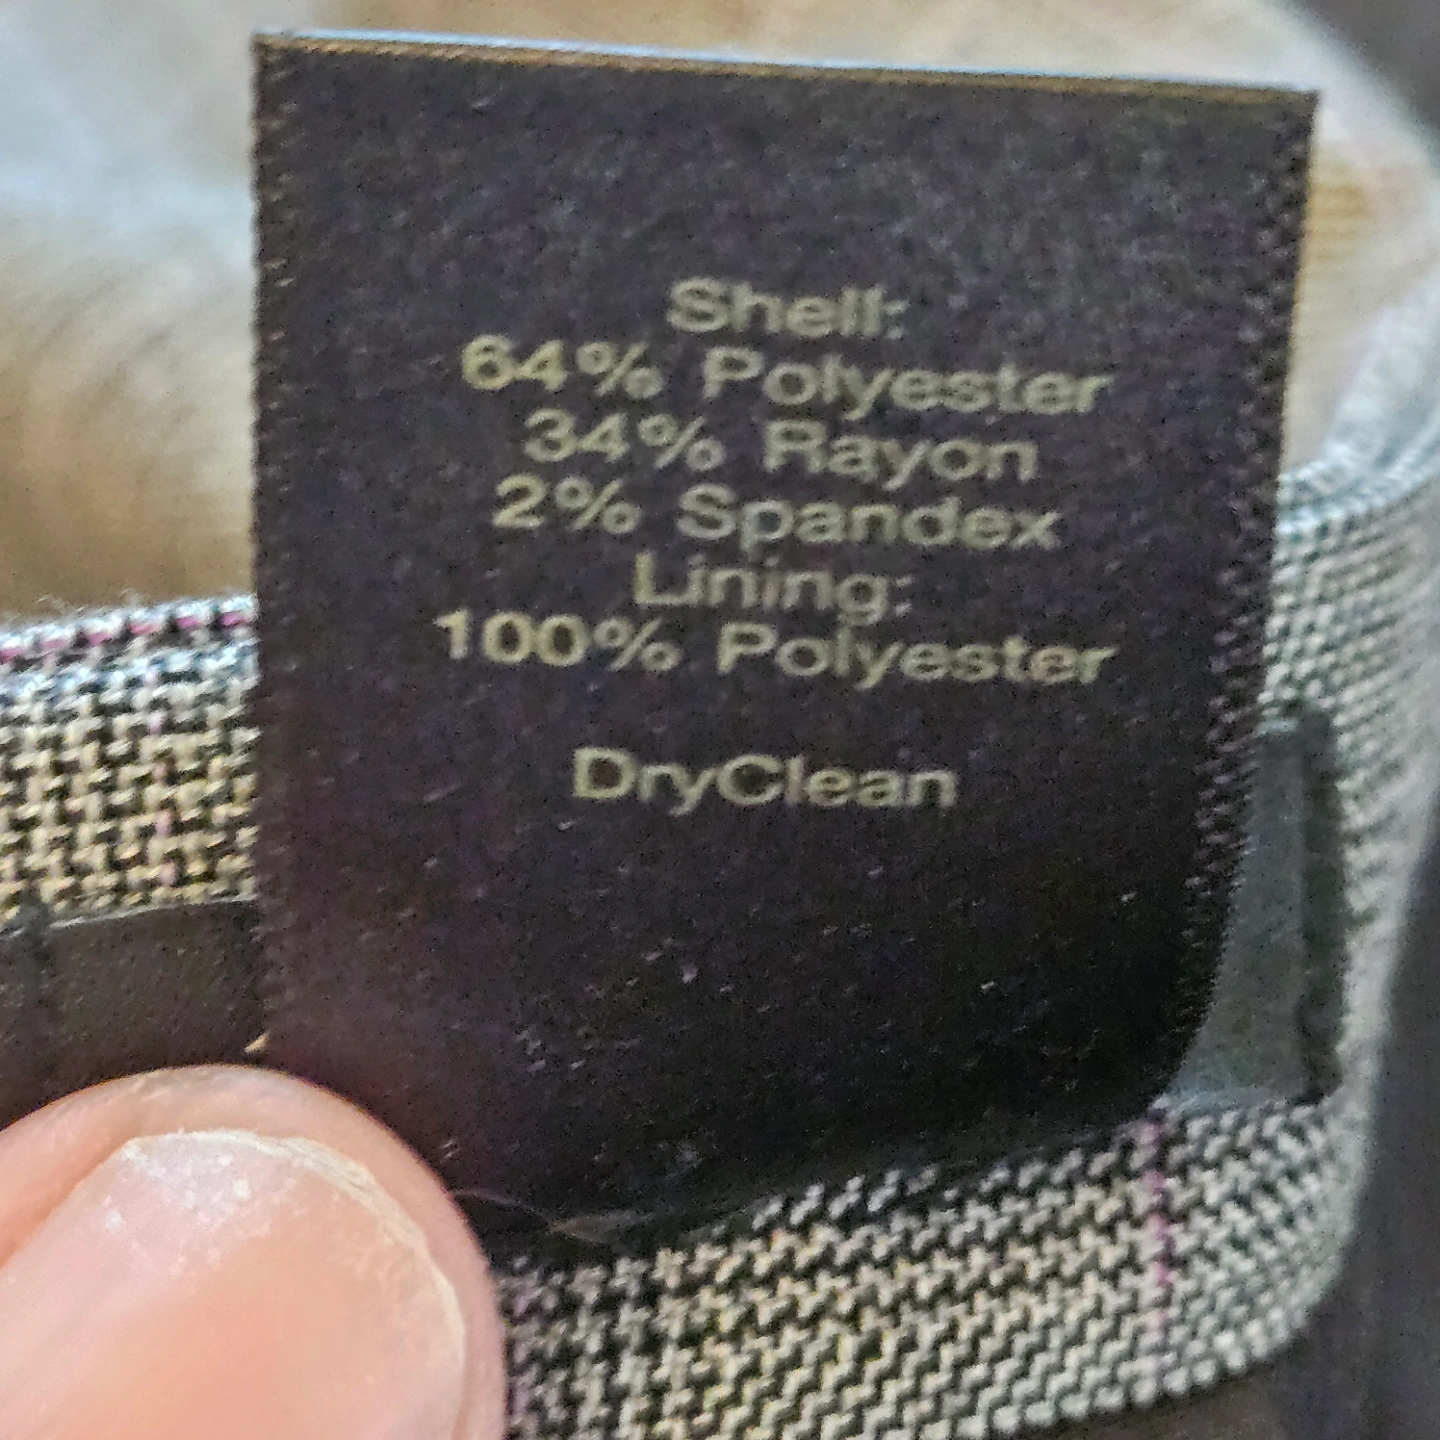 Shell:
64% Polyester
34% Rayon
2% Spandex
Lining:
100% Polyester
DryClean